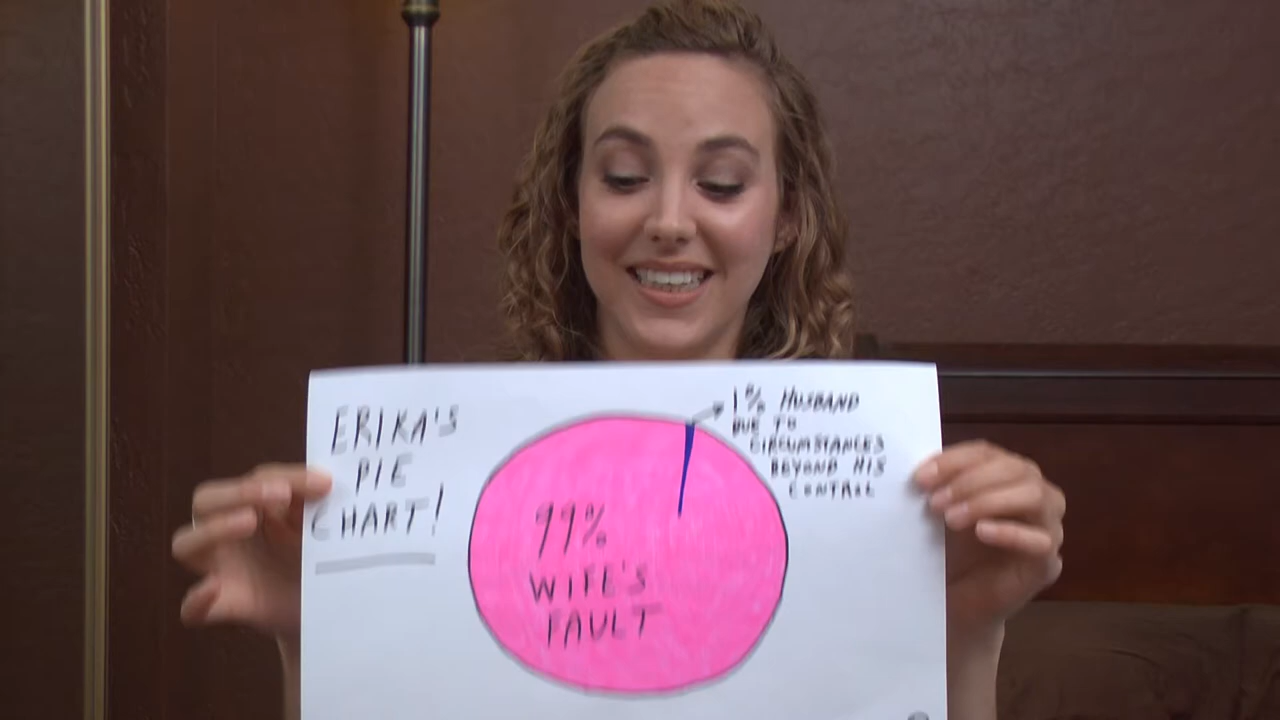 ERIKA'S
PIE
CHART!
1% HUSBAND
DUE TO
CIRCUMSTANCES
BEYOND HIS
CONTROL
99%
WIFE'S
FAULT